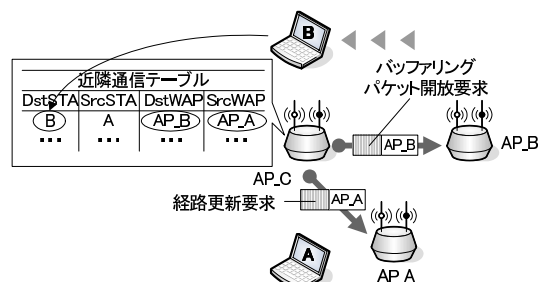 B
近隣通信テーブル
DstSTA SrcSTA DstWAP SrcWAP
B A AP_B AP_A
… … … …
バッファリング
パケット開放要求
AP_B
AP_B
AP_C
経路更新要求
AP_A
A
AP_A